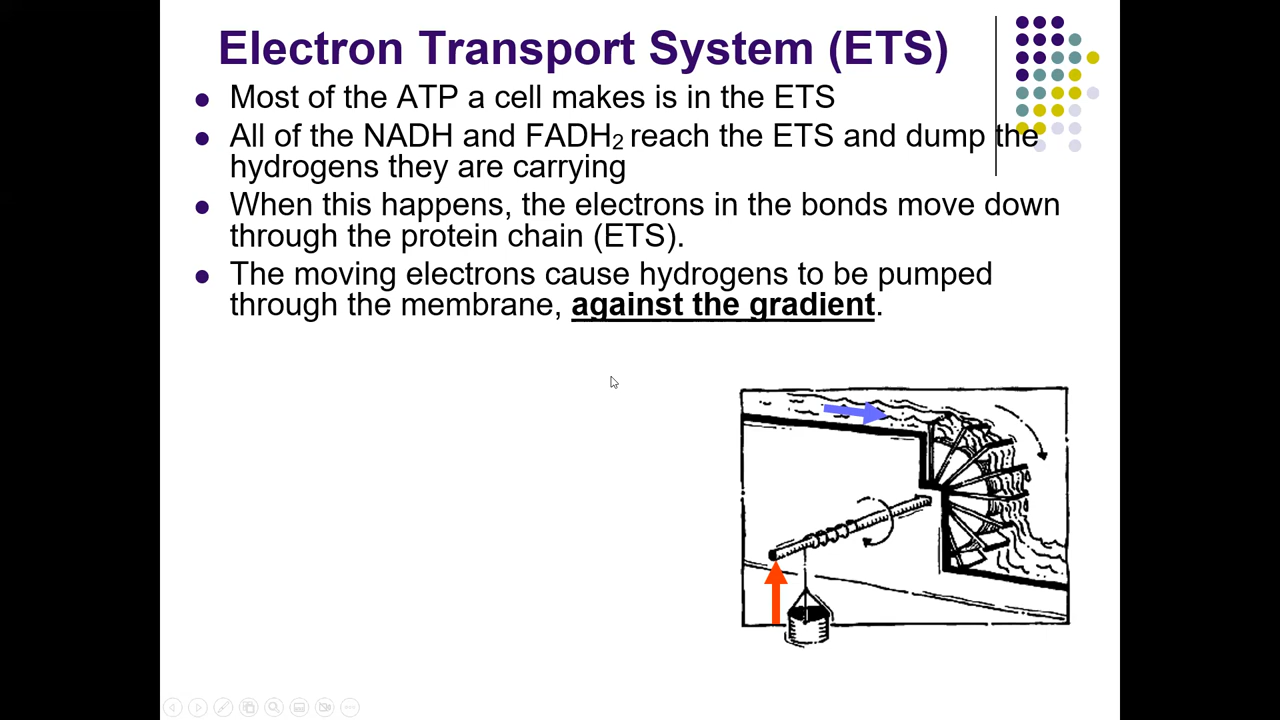 Electron Transport System (ETS)
• Most of the ATP a cell makes is in the ETS
• All of the NADH and FADH₂ reach the ETS and dump the
hydrogens they are carrying
• When this happens, the electrons in the bonds move down
through the protein chain (ETS).
• The moving electrons cause hydrogens to be pumped
through the membrane, against the gradient.